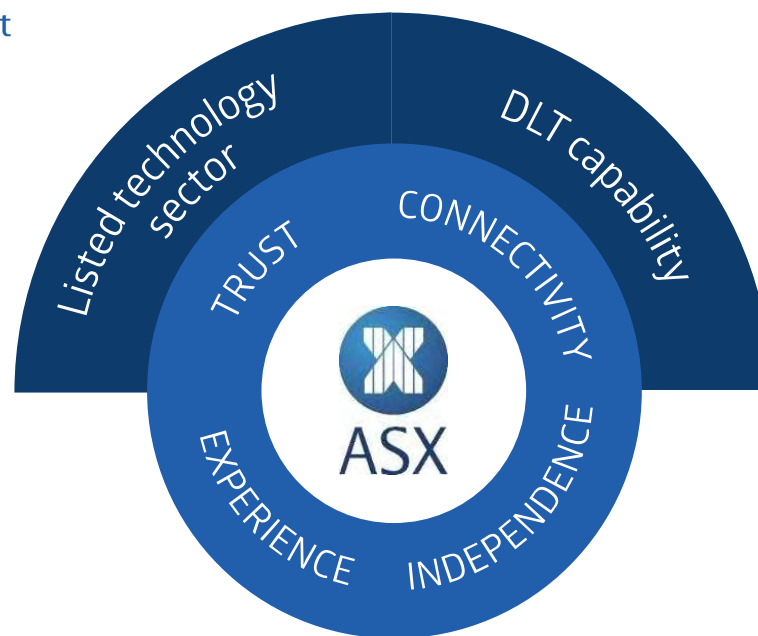 t
Listed technology
sector
DLT capability
TRUST
CONNECTIVITY
ASX
EXPERIENCE
INDEPENDENCE